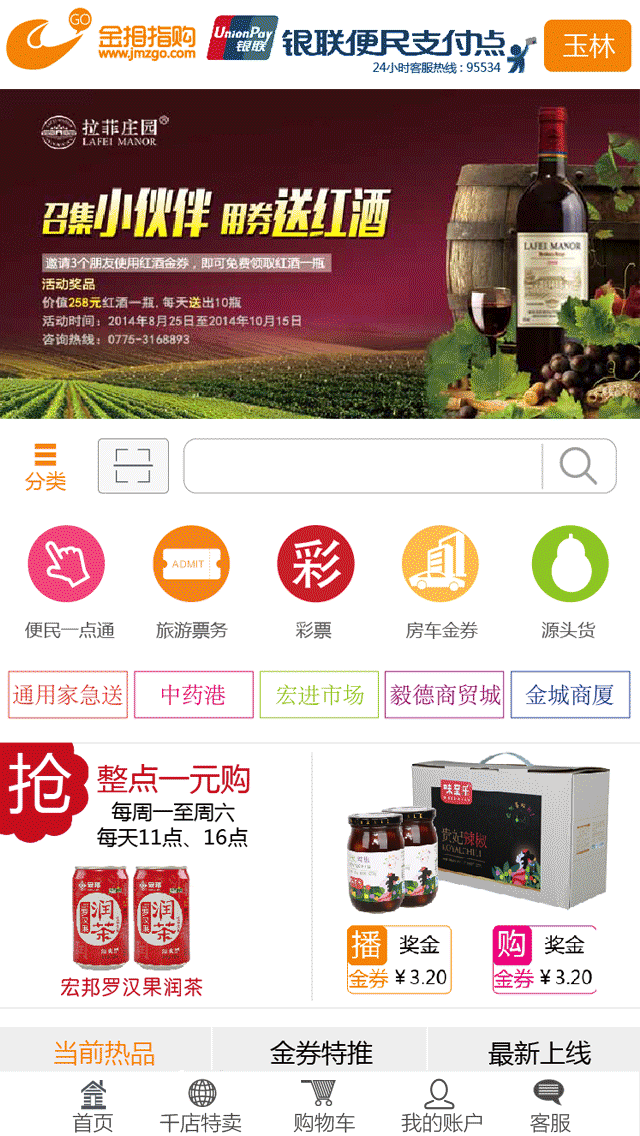 GO
金拇指购
www.jmzgo.com
UnionPay
银联
银联便民支付点
24小时客服热线：95534
玉林
拉菲庄园®
LAFEI MANOR
召集小伙伴 用券送红酒
邀请3个朋友使用红酒金券，即可免费领取红酒一瓶
活动奖品
价值258元红酒一瓶, 每天送出10瓶
活动时间：2014年8月25日至2014年10月15日
咨询热线：0775-3168893
LAFEI MANOR
分类
ADMIT
彩
便民一点通
旅游票务
彩票
房车金券
源头货
通用家急送
中药港
宏进市场
毅德商贸城
金城商厦
抢
整点一元购
每周一至周六
每天11点、16点
罗汉果
润茶
罗汉果
润茶
宏邦罗汉果润茶
贵妃辣椒
播 奖金
金券 ¥3.20
购 奖金
金券 ¥3.20
当前热品
金券特推
最新上线
首页
千店特卖
购物车
我的账户
客服